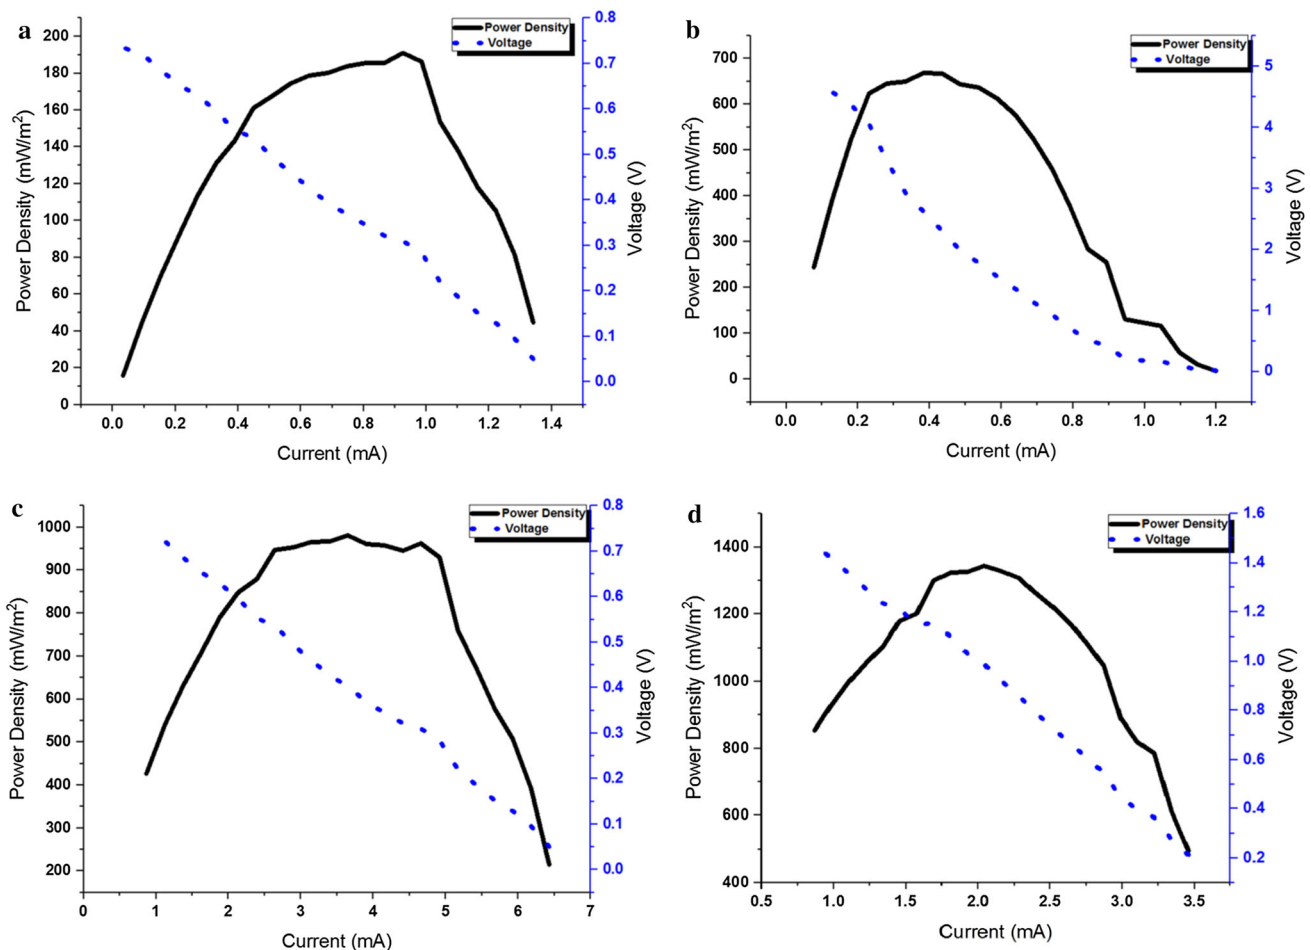 a
Power Density
Voltage
Power Density (mW/m²)
200
180
160
140
120
100
80
60
40
20
0
0.0 0.2 0.4 0.6 0.8 1.0 1.2 1.4
Current (mA)
0.8
0.7
0.6
0.5
0.4
0.3
0.2
0.1
0.0
Voltage (V)
b
Power Density
Voltage
Power Density (mW/m²)
700
600
500
400
300
200
100
0
0.0 0.2 0.4 0.6 0.8 1.0 1.2
Current (mA)
5
4
3
2
1
0
Voltage (V)
c
Power Density
Voltage
Power Density (mW/m²)
1000
900
800
700
600
500
400
300
200
0 1 2 3 4 5 6 7
Current (mA)
0.8
0.7
0.6
0.5
0.4
0.3
0.2
0.1
0.0
Voltage (V)
d
Power Density
Voltage
Power Density (mW/m²)
1400
1200
1000
800
600
400
0.5 1.0 1.5 2.0 2.5 3.0 3.5
Current (mA)
1.6
1.4
1.2
1.0
0.8
0.6
0.4
0.2
Voltage (V)